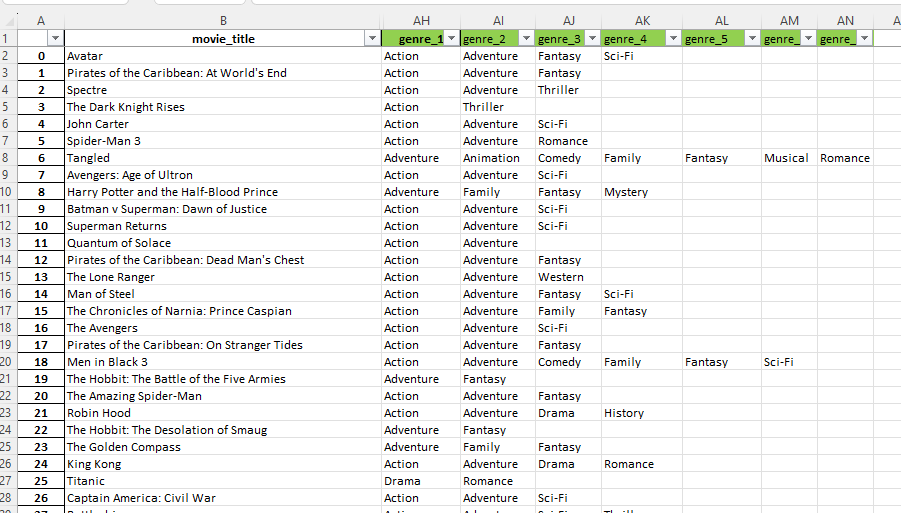 A B AH AI AJ AK AL AM AN
1 movie_title genre_1 genre_2 genre_3 genre_4 genre_5 genre_ genre_
2 0 Avatar Action Adventure Fantasy Sci-Fi
3 1 Pirates of the Caribbean: At World's End Action Adventure Fantasy
4 2 Spectre Action Adventure Thriller
5 3 The Dark Knight Rises Action Thriller
6 4 John Carter Action Adventure Sci-Fi
7 5 Spider-Man 3 Action Adventure Romance
8 6 Tangled Adventure Animation Comedy Family Fantasy Musical Romance
9 7 Avengers: Age of Ultron Action Adventure Sci-Fi
10 8 Harry Potter and the Half-Blood Prince Adventure Family Fantasy Mystery
11 9 Batman v Superman: Dawn of Justice Action Adventure Sci-Fi
12 10 Superman Returns Action Adventure Sci-Fi
13 11 Quantum of Solace Action Adventure
14 12 Pirates of the Caribbean: Dead Man's Chest Action Adventure Fantasy
15 13 The Lone Ranger Action Adventure Western
16 14 Man of Steel Action Adventure Fantasy Sci-Fi
17 15 The Chronicles of Narnia: Prince Caspian Action Adventure Family Fantasy
18 16 The Avengers Action Adventure Sci-Fi
19 17 Pirates of the Caribbean: On Stranger Tides Action Adventure Fantasy
20 18 Men in Black 3 Action Adventure Comedy Family Fantasy Sci-Fi
21 19 The Hobbit: The Battle of the Five Armies Adventure Fantasy
22 20 The Amazing Spider-Man Action Adventure Fantasy
23 21 Robin Hood Action Adventure Drama History
24 22 The Hobbit: The Desolation of Smaug Adventure Fantasy
25 23 The Golden Compass Adventure Family Fantasy
26 24 King Kong Action Adventure Drama Romance
27 25 Titanic Drama Romance
28 26 Captain America: Civil War Action Adventure Sci-Fi